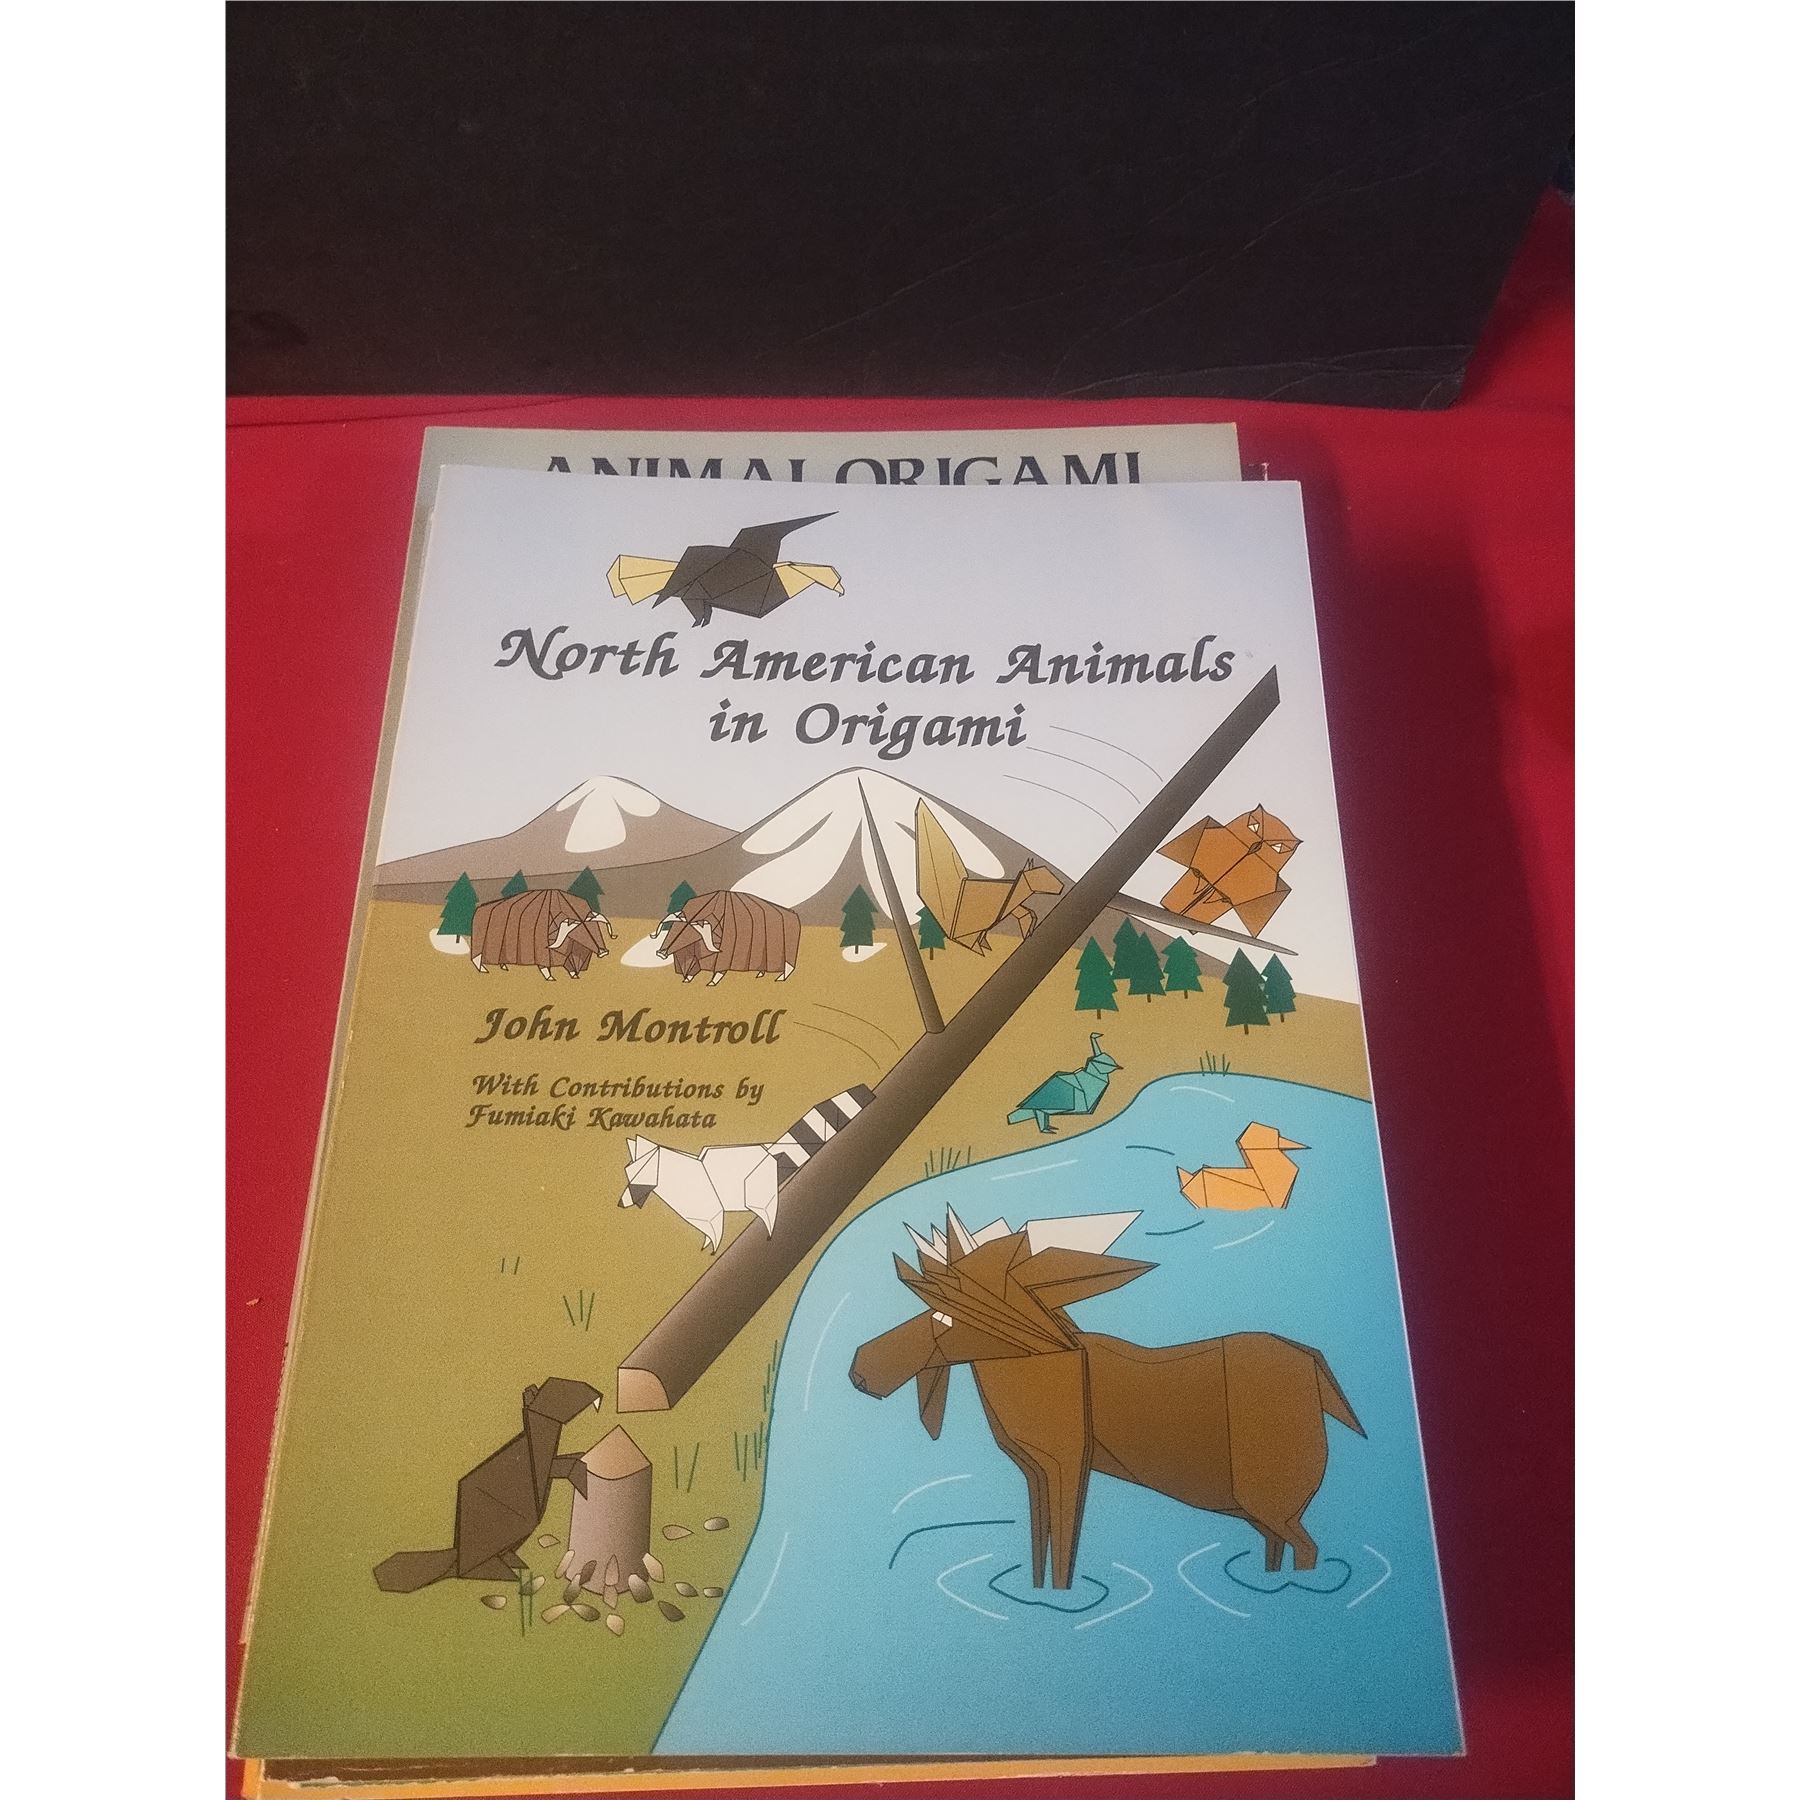 ANIMAL ORIGAMI
North American Animals
in Origami
John Montroll
With Contributions by
Fumiaki Kawahata